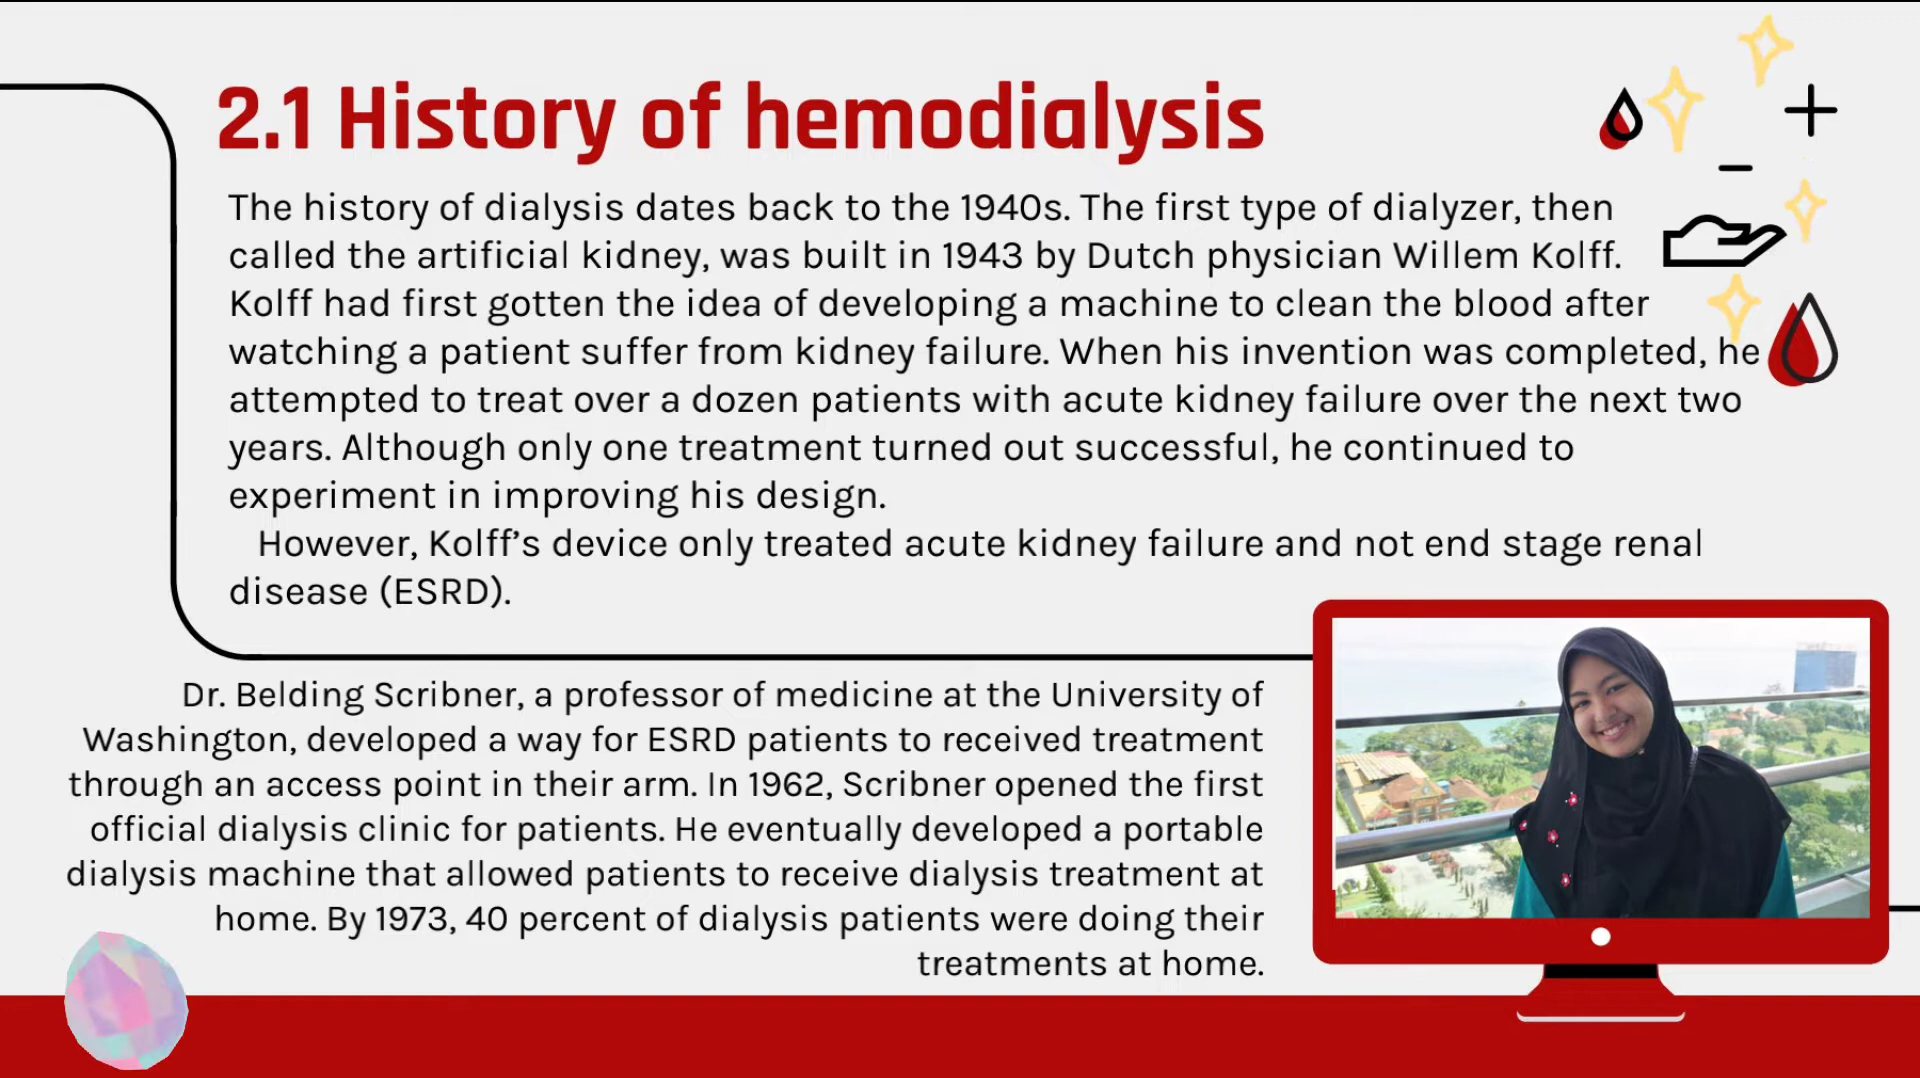 2.1 History of hemodialysis
The history of dialysis dates back to the 1940s. The first type of dialyzer, then
called the artificial kidney, was built in 1943 by Dutch physician Willem Kolff.
Kolff had first gotten the idea of developing a machine to clean the blood after
watching a patient suffer from kidney failure. When his invention was completed, he
attempted to treat over a dozen patients with acute kidney failure over the next two
years. Although only one treatment turned out successful, he continued to
experiment in improving his design.
However, Kolff’s device only treated acute kidney failure and not end stage renal
disease (ESRD).
Dr. Belding Scribner, a professor of medicine at the University of
Washington, developed a way for ESRD patients to received treatment
through an access point in their arm. In 1962, Scribner opened the first
official dialysis clinic for patients. He eventually developed a portable
dialysis machine that allowed patients to receive dialysis treatment at
home. By 1973, 40 percent of dialysis patients were doing their
treatments at home.